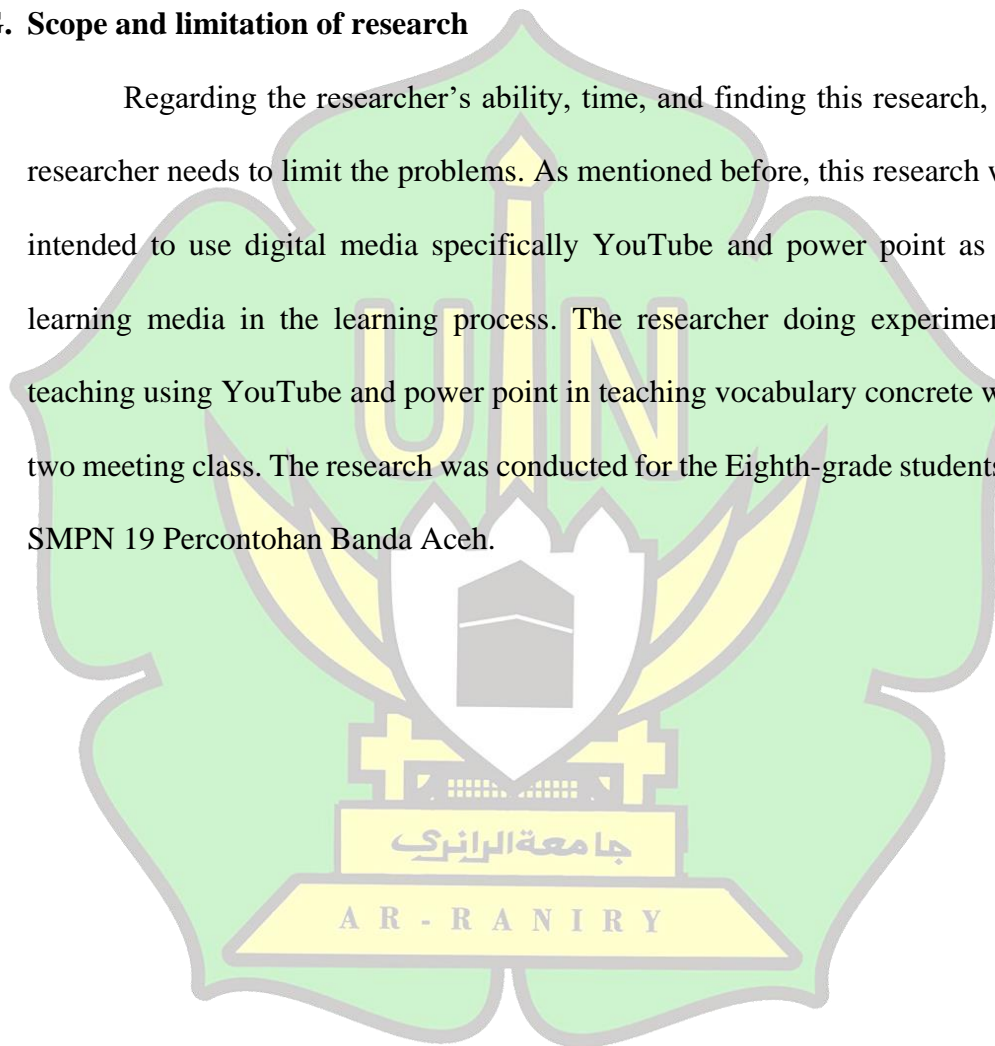 G. Scope and limitation of research
Regarding the researcher's ability, time, and finding this research,
researcher needs to limit the problems. As mentioned before, this research w
intended to use digital media specifically YouTube and power point as
learning media in the learning process. The researcher doing experimen
teaching using YouTube and power point in teaching vocabulary concrete w
two meeting class. The research was conducted for the Eighth-grade students
SMPN 19 Percontohan Banda Aceh.
UIN
جامعةالرانري
AR-RANIRY